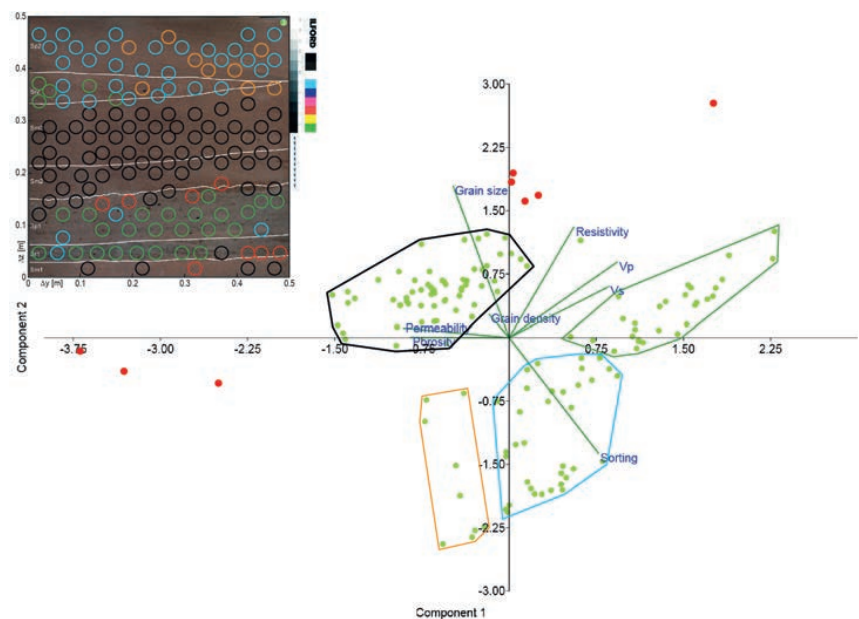 0.5
0.4
0.3
0.2
0.1
0
0
0.1
0.2
0.3
0.4
0.5
Δz [m]
Δy [m]
ILFORD
Component 2
3.00
2.25
1.50
0.75
-0.75
-1.50
-2.25
-3.00
-3.75
-3.00
-2.25
-1.50
-0.75
0.75
1.50
2.25
Grain size
Resistivity
Vp
Vs
Grain density
Permeability
Porosity
Sorting
Component 1